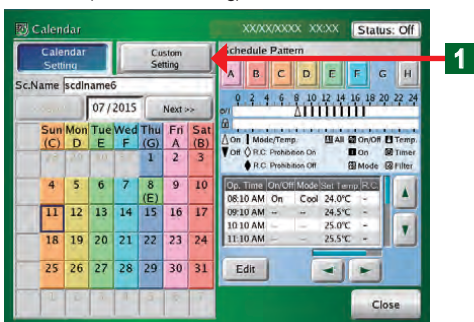 Calendar
XX/XX/XXXX XX:XX
Status: Off
Calendar Setting
Custom Setting
1
Sc.Name scdlname6
07/2015 Next >>
Sun Mon Tue Wed Thu Fri Sat
(C) D E F (G) A (B)
1 2 3
4 5 6 7 8 9 10
(E)
11 12 13 14 15 16 17
18 19 20 21 22 23 24
25 26 27 28 29 30 31
Schedule Pattern
A B C D E F G H
0 2 4 6 8 10 12 14 16 18 20 22 24
On Mode/Temp. All On/Off Temp.
Off R.C. Prohibition On On Timer
R.C. Prohibition Off Mode Filter
Op. Time On/Off Mode Set Temp R.C.
08:10 AM On Cool 24.0°C –
09:10 AM -- -- 24.5°C –
10:10 AM -- -- 25.0°C –
11:10 AM -- -- 25.5°C –
Edit
Close